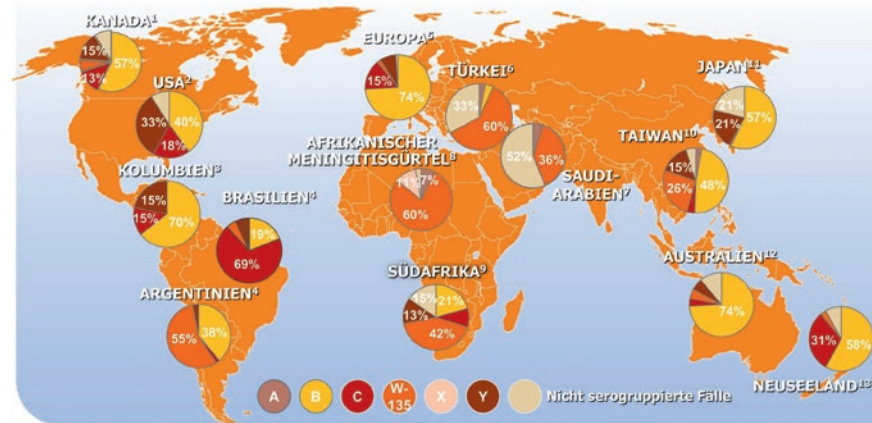 KANADA¹
15%
57%
13%
USA²
40%
33%
18%
KOLUMBIEN³
15%
15%
70%
BRASILIEN⁴
19%
69%
ARGENTINIEN⁴
55%
38%
EUROPA⁵
15%
74%
TÜRKEI⁶
33%
60%
AFRIKANISCHER
MENINGITISGÜRTEL⁸
11%
7%
60%
52%
36%
SAUDI-
ARABIEN⁷
SÜDAFRIKA⁹
15%
21%
13%
42%
JAPAN¹¹
21%
57%
21%
TAIWAN¹⁰
15%
26%
48%
AUSTRALIEN¹²
74%
31%
58%
NEUSEELAND¹³
A
B
C
W-
135
X
Y
Nicht serogruppierte Fälle